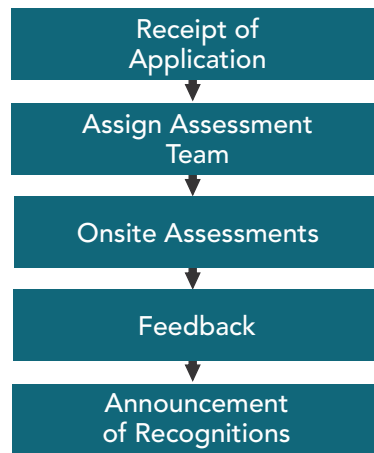 Receipt of
Application
Assign Assessment
Team
Onsite Assessments
Feedback
Announcement
of Recognitions